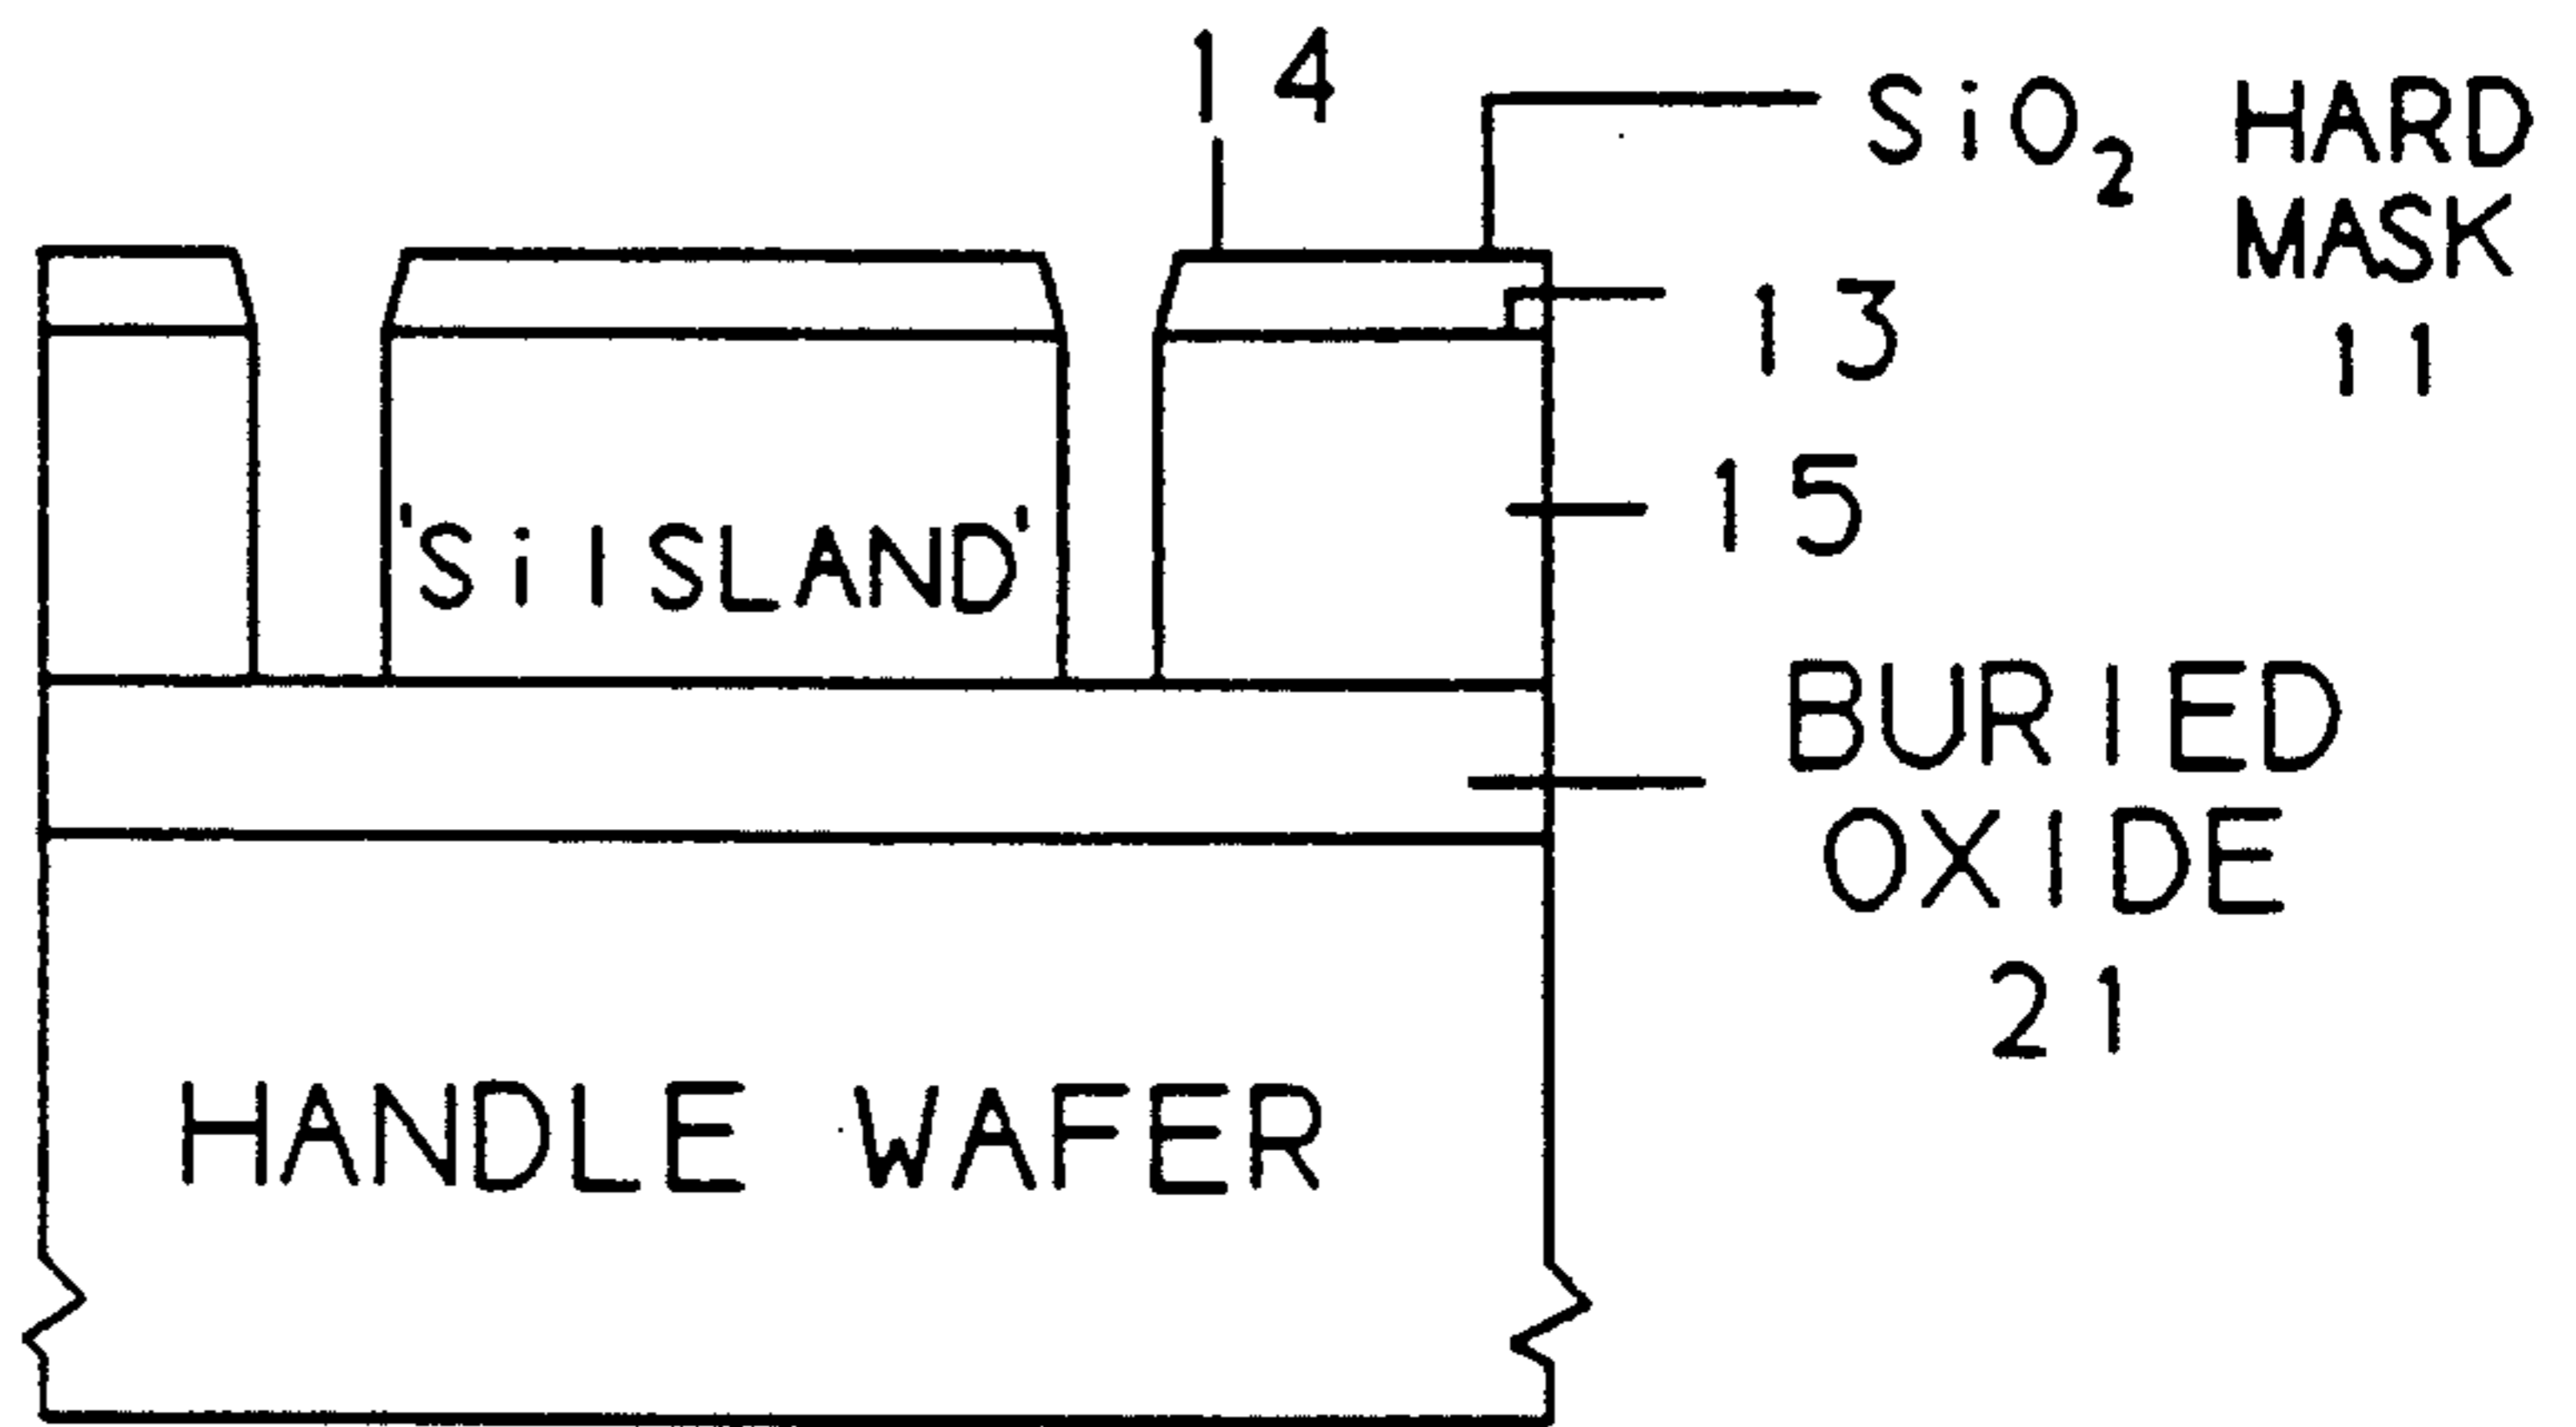 14
SiO₂ HARD
MASK
11
13
15
'Si ISLAND'
BURIED
OXIDE
21
HANDLE WAFER